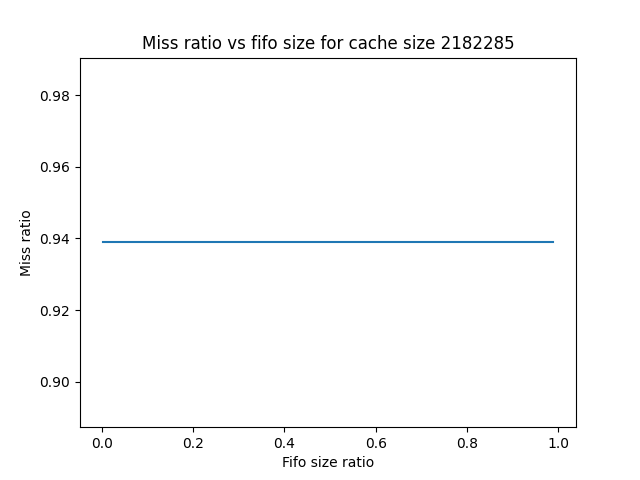 Miss ratio vs fifo size for cache size 2182285
0.98
0.96
0.94
0.92
0.90
Miss ratio
0.0 0.2 0.4 0.6 0.8 1.0
Fifo size ratio